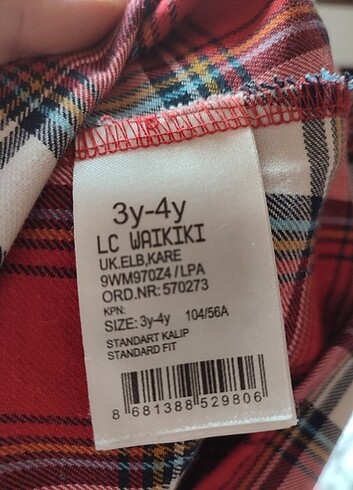 3y-4y
LC WAIKIKI
UK.ELB,KARE
9WM970Z4 / LPA
ORD.NR: 570273
KPN:
SIZE: 3y-4y 104/56A
STANDART KALIP
STANDARD FIT
8 681388 529806